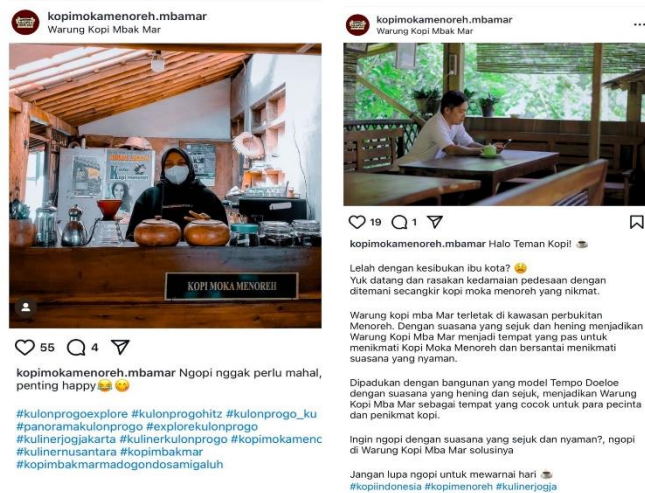 kopimokamenoreh.mbamar
Warung Kopi Mbak Mar
KOPI MOKA MENOREH
55 4
kopimokamenoreh.mbamar Ngopi nggak perlu mahal,
penting happy😂😋
#kulonprogoexplore #kulonprogohitz #kulonprogo_ku
#panoramakulonprogo #explorekulonprogo
#kulinerjogjakarta #kulinerkulonprogo #kopimokameno
#kulinernusantara #kopimbakmar
#kopimbakmarmadogondosamigaluh
kopimokamenoreh.mbamar
Warung Kopi Mbak Mar
19 1
kopimokamenoreh.mbamar Halo Teman Kopi! ☕
Lelah dengan kesibukan ibu kota? 😫
Yuk datang dan rasakan kedamaian pedesaan dengan
ditemani secangkir kopi moka menoreh yang nikmat.
Warung kopi mba Mar terletak di kawasan perbukitan
Menoreh. Dengan suasana yang sejuk dan hening menjadikan
Warung Kopi Mba Mar menjadi tempat yang pas untuk
menikmati Kopi Moka Menoreh dan bersantai menikmati
suasana yang nyaman.
Dipadukan dengan bangunan yang model Tempo Doeloe
dengan suasana yang hening dan sejuk, menjadikan Warung
Kopi Mba Mar sebagai tempat yang cocok untuk para pecinta
dan penikmat kopi.
Ingin ngopi dengan suasana yang sejuk dan nyaman?, ngopi
di Warung Kopi Mba Mar solusinya
Jangan lupa ngopi untuk mewarnai hari ☕
#kopiindonesia #kopimenoreh #kulinerjogja